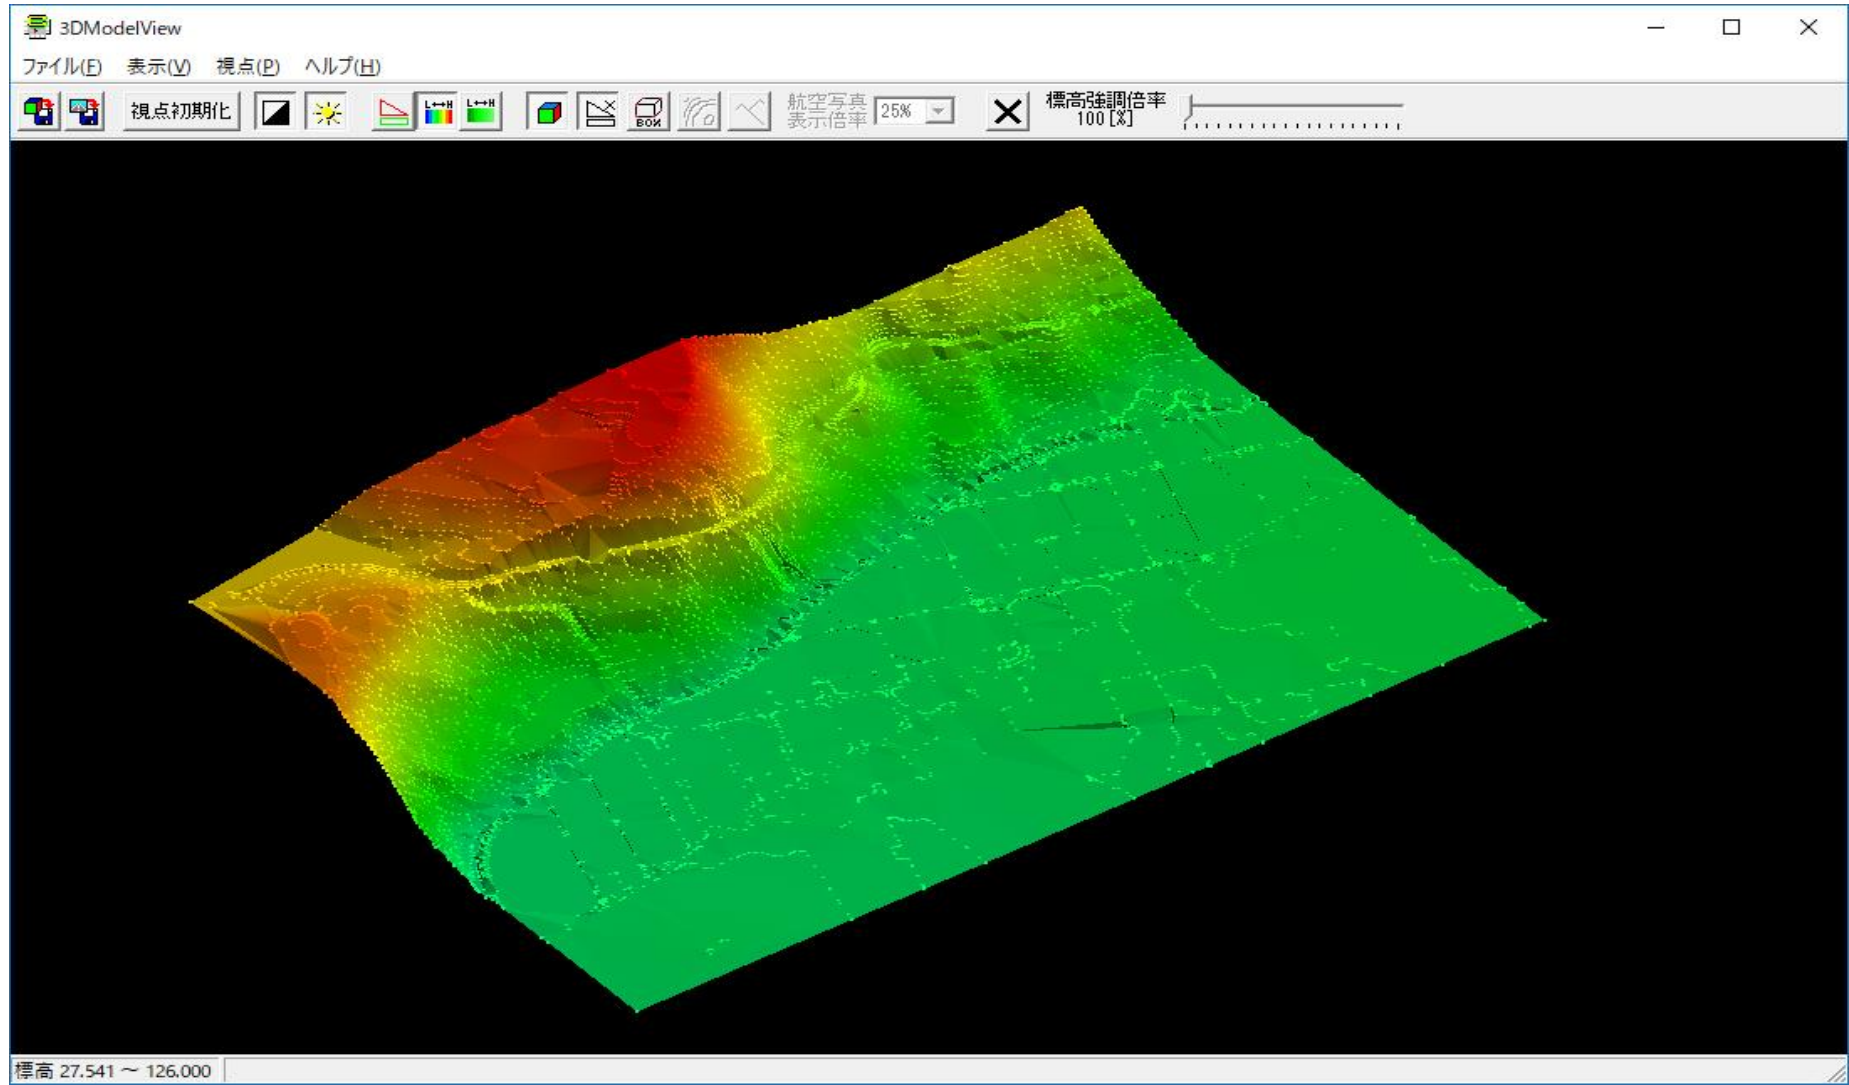 3DModelView
ファイル(F) 表示(V) 視点(P) ヘルプ(H)
視点初期化
L↔H
L↔H
BOX
航空写真
表示倍率
25%
標高強調倍率
100[%]
標高 27.541 ～ 126.000